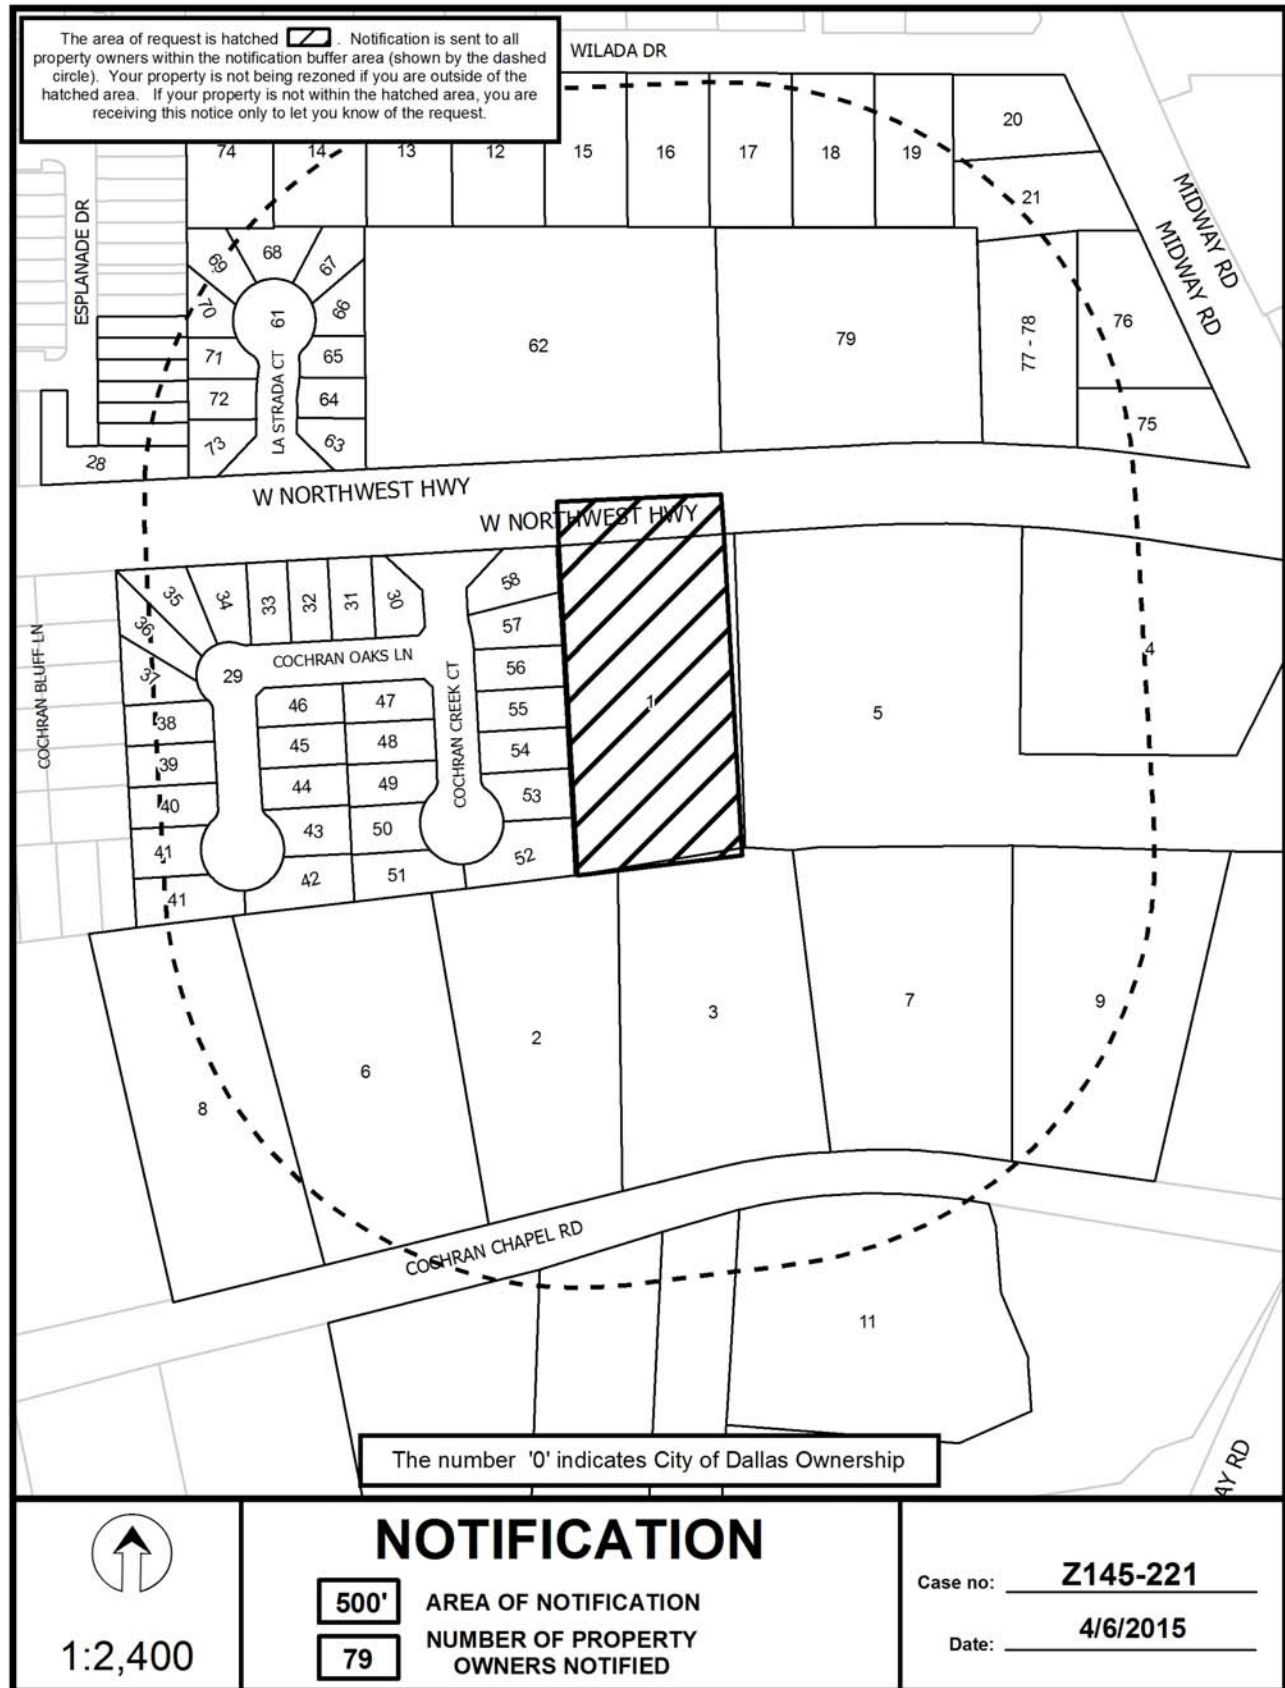 The area of request is hatched . Notification is sent to all
property owners within the notification buffer area (shown by the dashed
circle). Your property is not being rezoned if you are outside of the
hatched area. If your property is not within the hatched area, you are
receiving this notice only to let you know of the request.
WILADA DR
20
74
14
13
12
15
16
17
18
19
21
MIDWAY RD
MIDWAY RD
ESPLANADE DR
69
68
67
70
61
66
71
65
72
64
73
63
LA STRADA CT
62
79
77 - 78
76
75
28
W NORTHWEST HWY
W NORTHWEST HWY
35
34
33
32
31
30
58
36
57
37
29
COCHRAN OAKS LN
56
COCHRAN BLUFF LN
46
47
COCHRAN CREEK CT
55
1
5
4
38
45
48
54
39
44
49
53
40
43
50
52
41
42
51
41
8
6
2
3
7
9
COCHRAN CHAPEL RD
11
The number '0' indicates City of Dallas Ownership
AY RD
1:2,400
NOTIFICATION
500' AREA OF NOTIFICATION
79 NUMBER OF PROPERTY
OWNERS NOTIFIED
Case no: Z145-221
Date: 4/6/2015